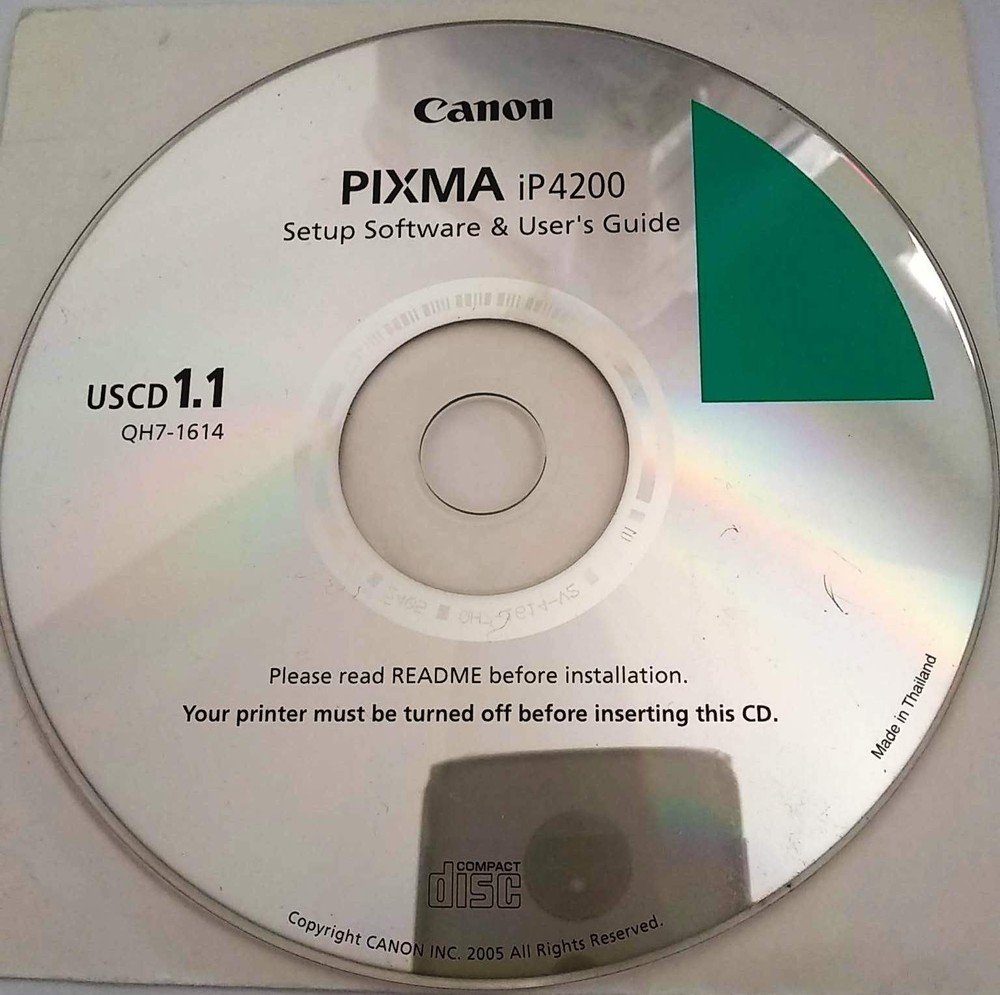 Canon
PIXMA iP4200
Setup Software & User's Guide
USCD 1.1
QH7-1614
Please read README before installation.
Your printer must be turned off before inserting this CD.
Made in Thailand
COMPACT
disc
Copyright CANON INC. 2005 All Rights Reserved.